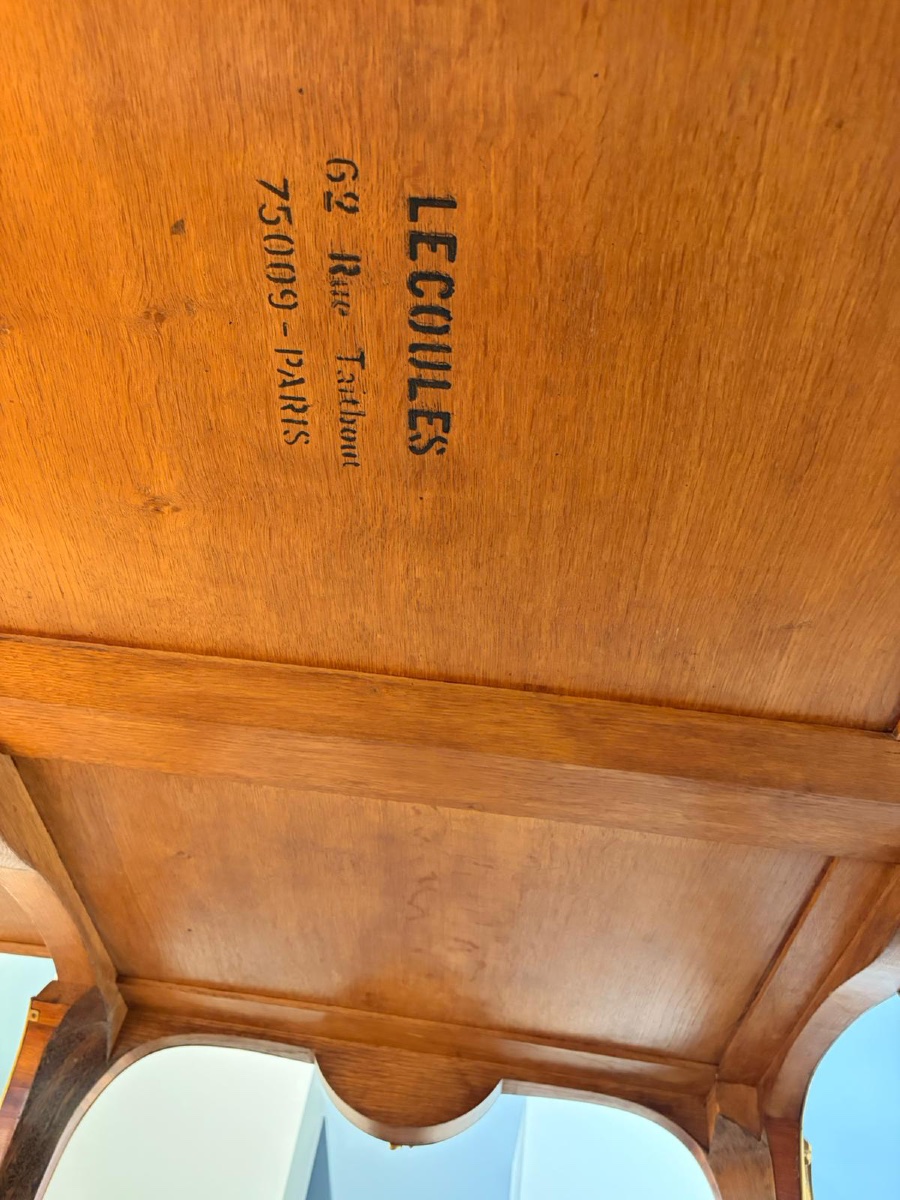 LECOULES
62 Rue Taitbout
75009 - PARIS